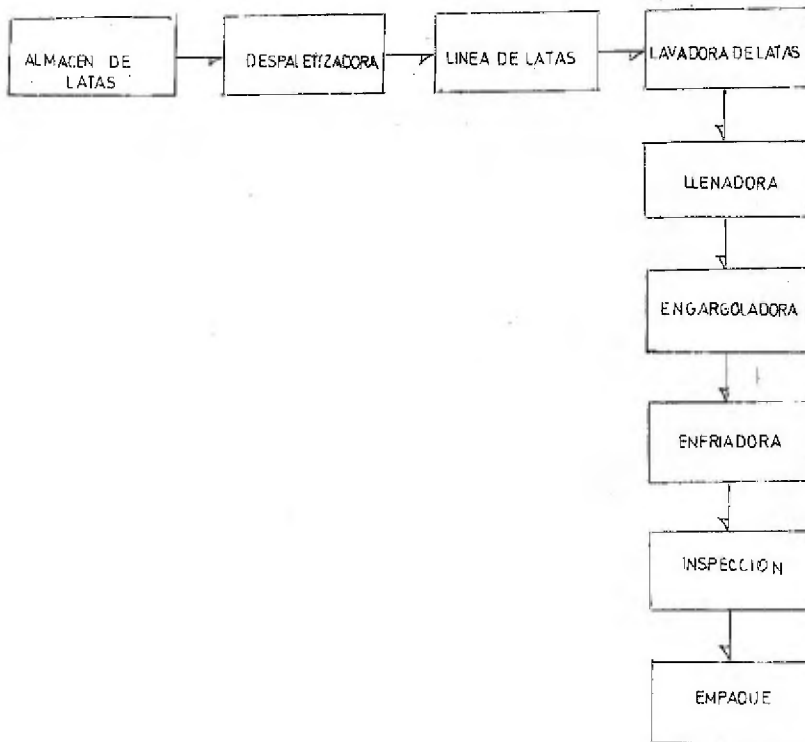 ALMACEN DE
LATAS
DESPALETIZADORA
LINEA DE LATAS
LAVADORA DE LATAS
LLENADORA
ENGARGOLADORA
ENFRIADORA
INSPECCION
EMPAQUE